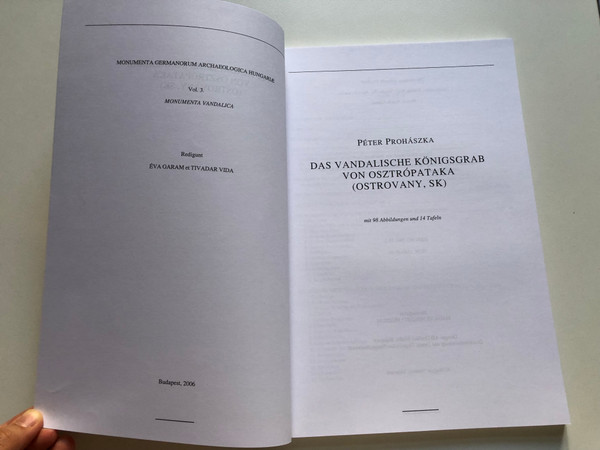 MONUMENTA GERMANORUM ARCHAEOLOGICA HUNGARIAE
Vol. 3.
MONUMENTA VANDALICA
Redigunt
ÉVA GARAM et TIVADAR VIDA
Budapest, 2006
PÉTER PROHÁSZKA
DAS VANDALISCHE KÖNIGSGRAB
VON OSZTRÓPATAKA
(OSTROVANY, SK)
mit 98 Abbildungen und 14 Tafeln